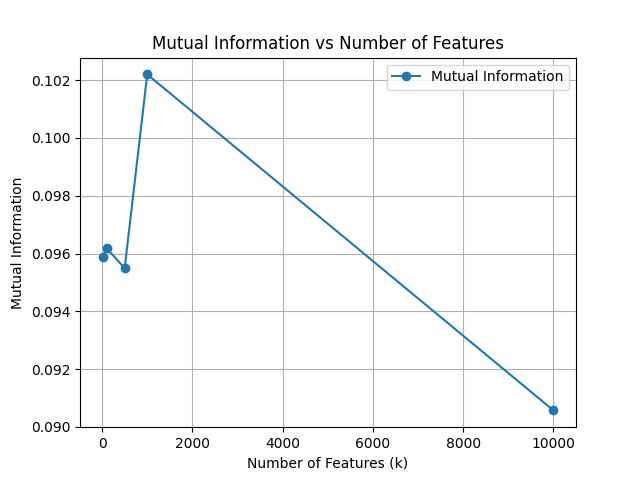 Mutual Information vs Number of Features
Mutual Information
0.102
0.100
0.098
0.096
0.094
0.092
0.090
Mutual Information
0 2000 4000 6000 8000 10000
Number of Features (k)